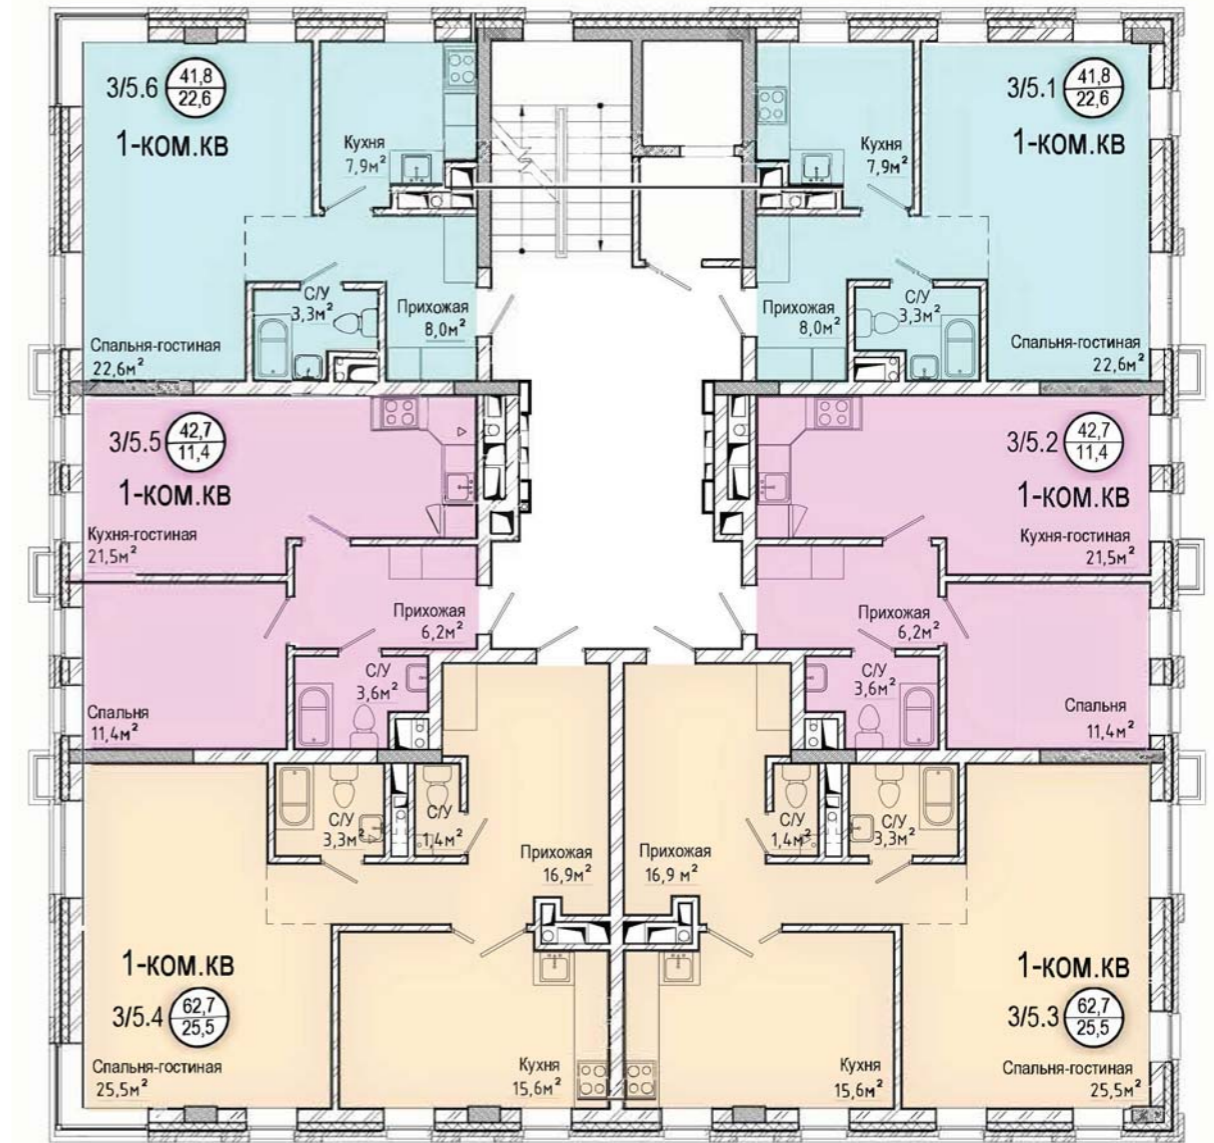 3/5.6
41,8
22,6
1-ком.кв
Кухня
7,9м²
С/У
3,3м²
Прихожая
8,0м²
Спальня-гостиная
22,6м²
3/5.1
41,8
22,6
1-ком.кв
Кухня
7,9м²
С/У
3,3м²
Прихожая
8,0м²
Спальня-гостиная
22,6м²
3/5.5
42,7
11,4
1-ком.кв
Кухня-гостиная
21,5м²
Прихожая
6,2м²
С/У
3,6м²
Спальня
11,4м²
3/5.2
42,7
11,4
1-ком.кв
Кухня-гостиная
21,5м²
Прихожая
6,2м²
С/У
3,6м²
Спальня
11,4м²
С/У
3,3м²
С/У
1,4м²
Прихожая
16,9м²
1-ком.кв
3/5.4
62,7
25,5
Спальня-гостиная
25,5м²
Кухня
15,6м²
С/У
1,4м²
С/У
3,3м²
Прихожая
16,9 м²
1-ком.кв
3/5.3
62,7
25,5
Кухня
15,6м²
Спальня-гостиная
25,5м²